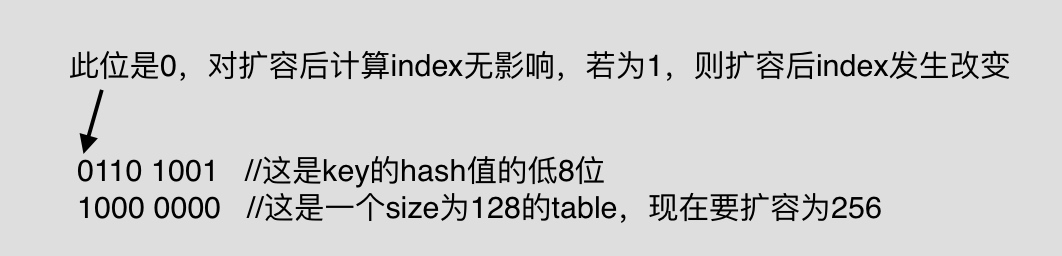 此位是0，对扩容后计算index无影响，若为1，则扩容后index发生改变
0110 1001 //这是key的hash值的低8位
1000 0000 //这是一个size为128的table，现在要扩容为256